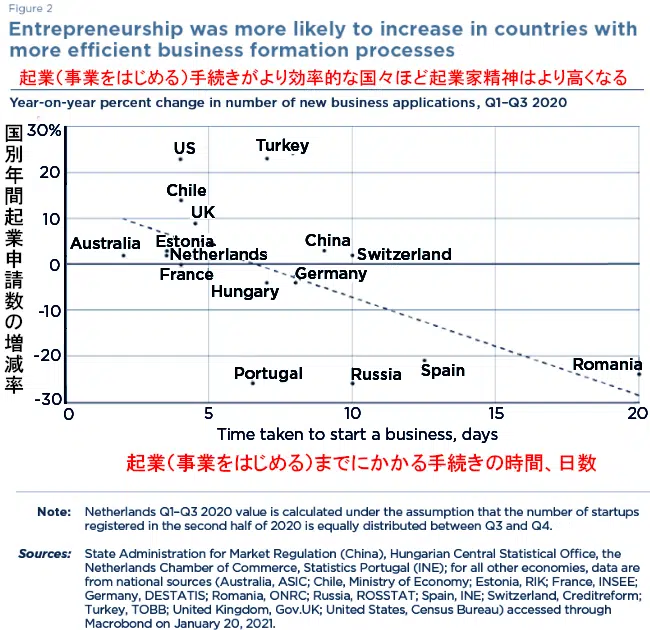 Figure 2
Entrepreneurship was more likely to increase in countries with
more efficient business formation processes
起業(事業をはじめる)手続きがより効率的な国々ほど起業家精神はより高くなる
Year-on-year percent change in number of new business applications, Q1–Q3 2020
国別年間起業申請数の増減率
30%
20
10
0
-10
-20
-30
US
Turkey
Chile
UK
Australia
Estonia
Netherlands
China
Switzerland
France
Germany
Hungary
Portugal
Russia
Spain
Romania
0
5
10
15
20
Time taken to start a business, days
起業(事業をはじめる)までにかかる手続きの時間、日数
Note: Netherlands Q1–Q3 2020 value is calculated under the assumption that the number of startups
registered in the second half of 2020 is equally distributed between Q3 and Q4.
Sources: State Administration for Market Regulation (China), Hungarian Central Statistical Office, the
Netherlands Chamber of Commerce, Statistics Portugal (INE); for all other economies, data are
from national sources (Australia, ASIC; Chile, Ministry of Economy; Estonia, RIK; France, INSEE;
Germany, DESTATIS; Romania, ONRC; Russia, ROSSTAT; Spain, INE; Switzerland, Creditreform;
Turkey, TOBB; United Kingdom, Gov.UK; United States, Census Bureau) accessed through
Macrobond on January 20, 2021.